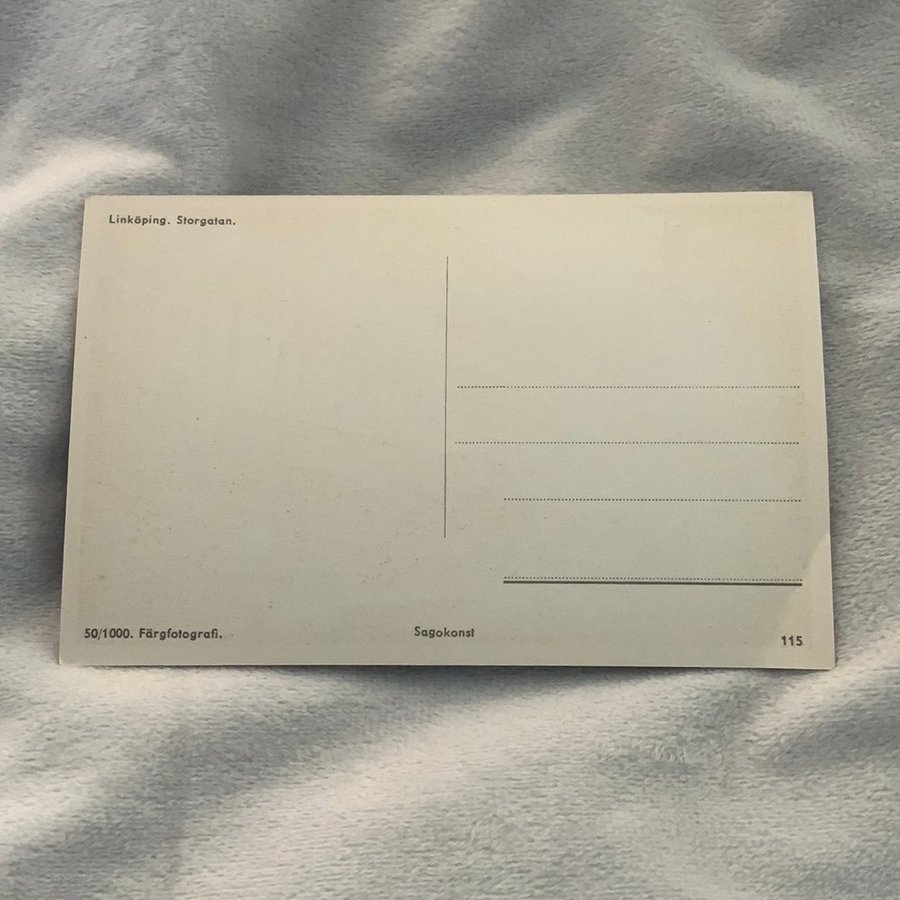 Linköping. Storgatan.
50/1000. Färgfotografi.
Sagokonst
115